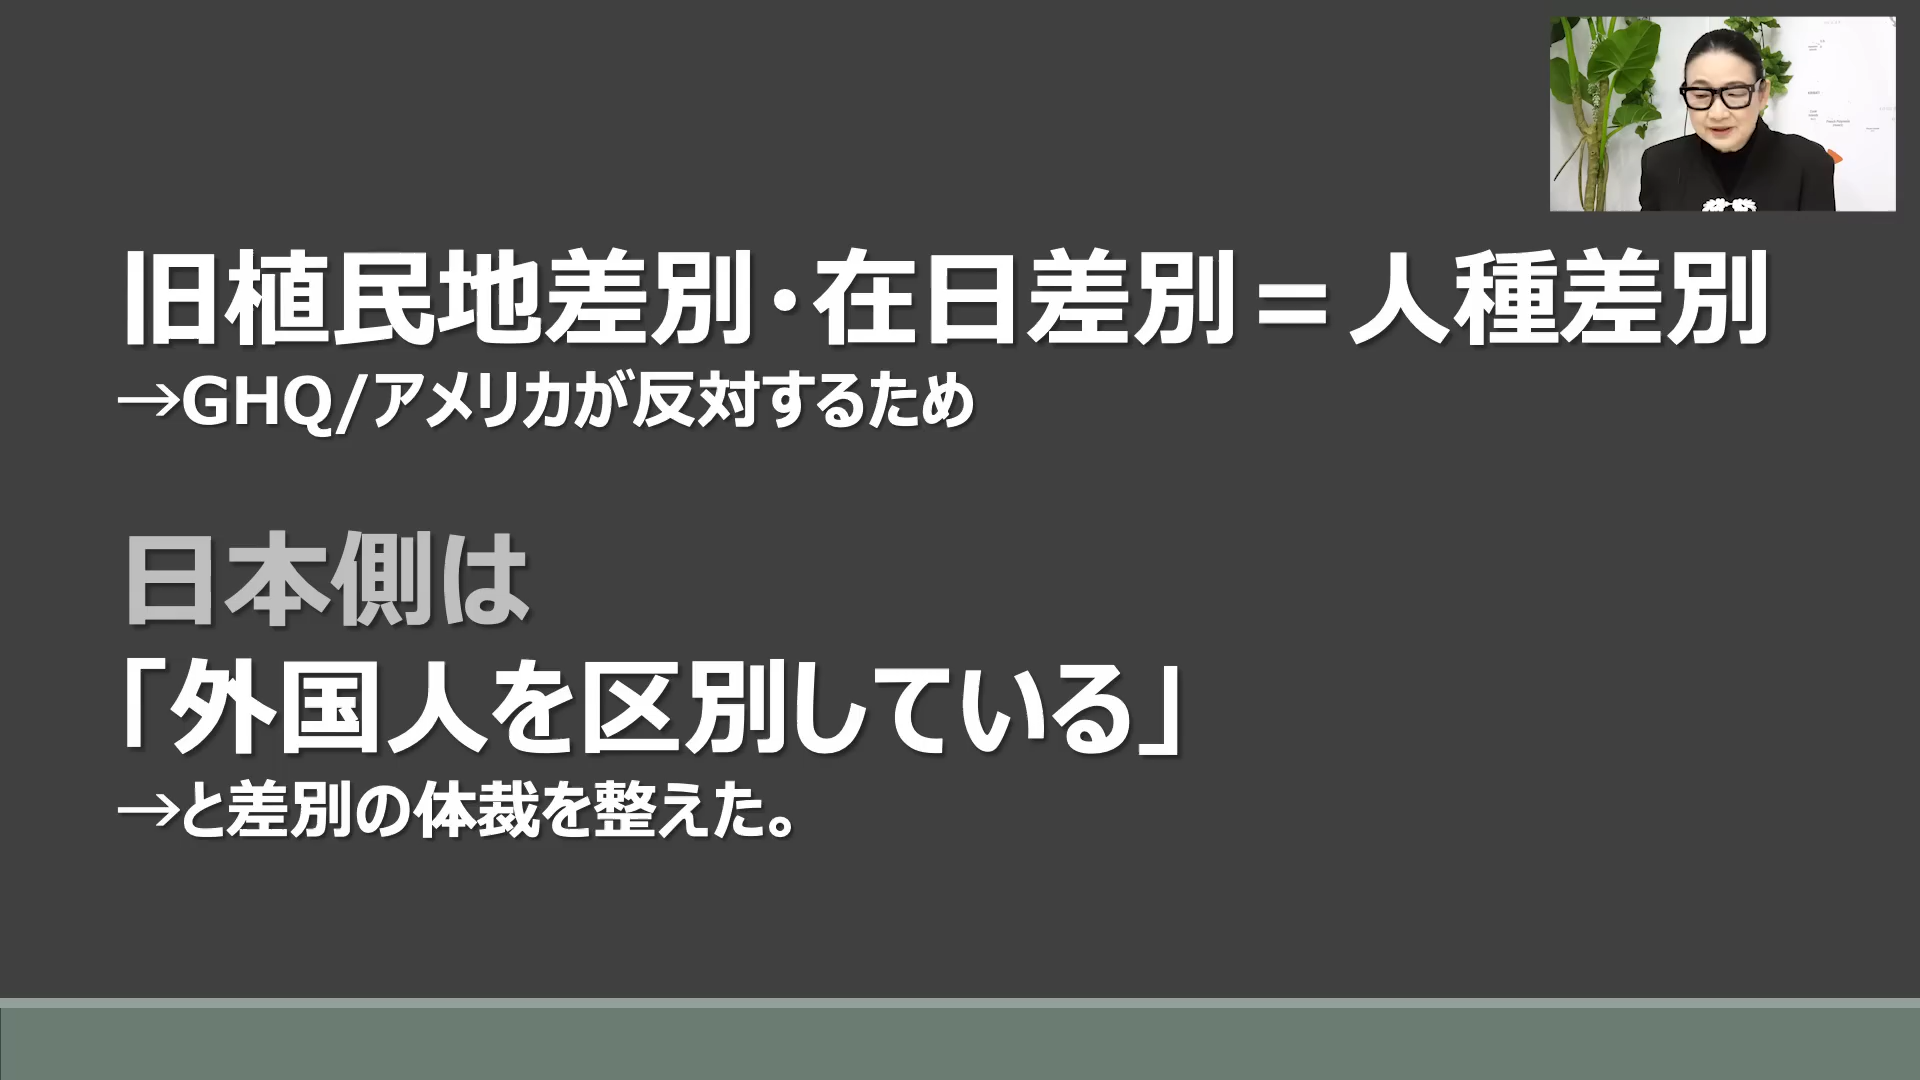 旧植民地差別・在日差別＝人種差別
→GHQ/アメリカが反対するため
日本側は
「外国人を区別している」
→と差別の体裁を整えた。